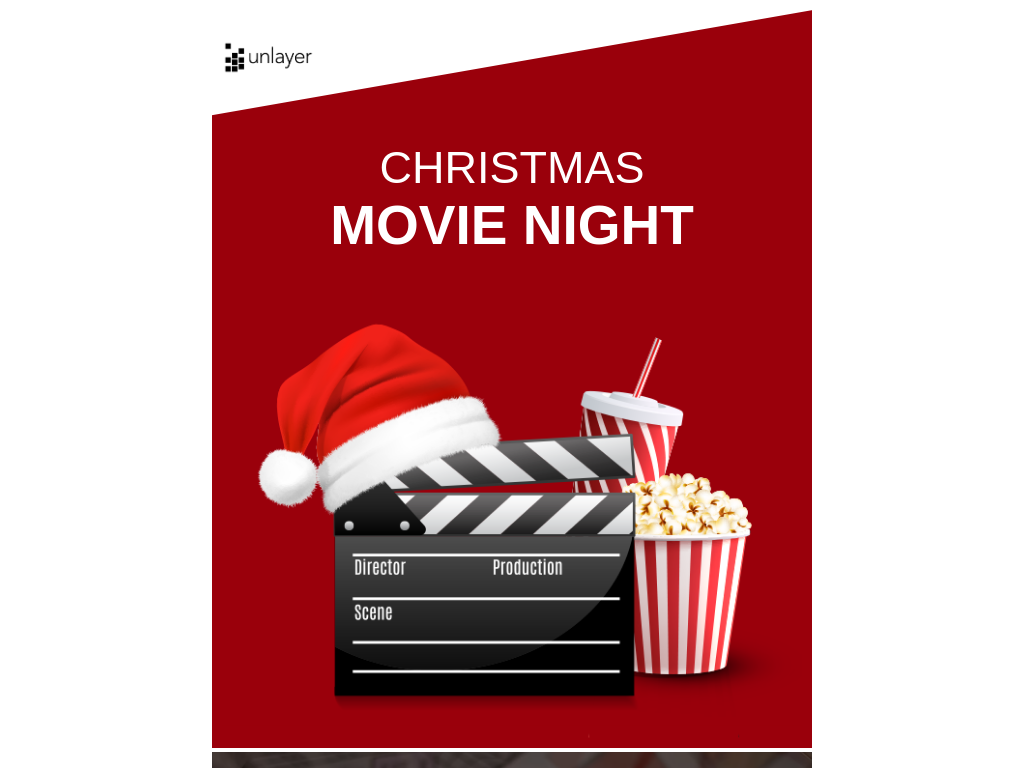 unlayer
CHRISTMAS
MOVIE NIGHT
Director Production
Scene